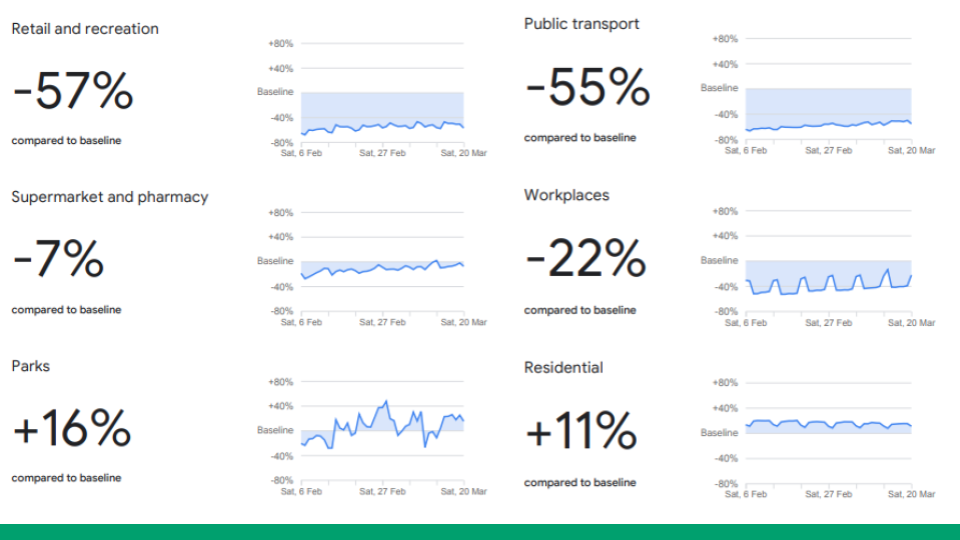 Retail and recreation
-57%
compared to baseline
+80%
+40%
Baseline
-40%
-80%
Sat, 6 Feb Sat, 27 Feb Sat, 20 Mar
Public transport
-55%
compared to baseline
+80%
+40%
Baseline
-40%
-80%
Sat, 6 Feb Sat, 27 Feb Sat, 20 Mar
Supermarket and pharmacy
-7%
compared to baseline
+80%
+40%
Baseline
-40%
-80%
Sat, 6 Feb Sat, 27 Feb Sat, 20 Mar
Workplaces
-22%
compared to baseline
+80%
+40%
Baseline
-40%
-80%
Sat, 6 Feb Sat, 27 Feb Sat, 20 Mar
Parks
+16%
compared to baseline
+80%
+40%
Baseline
-40%
-80%
Sat, 6 Feb Sat, 27 Feb Sat, 20 Mar
Residential
+11%
compared to baseline
+80%
+40%
Baseline
-40%
-80%
Sat, 6 Feb Sat, 27 Feb Sat, 20 Mar